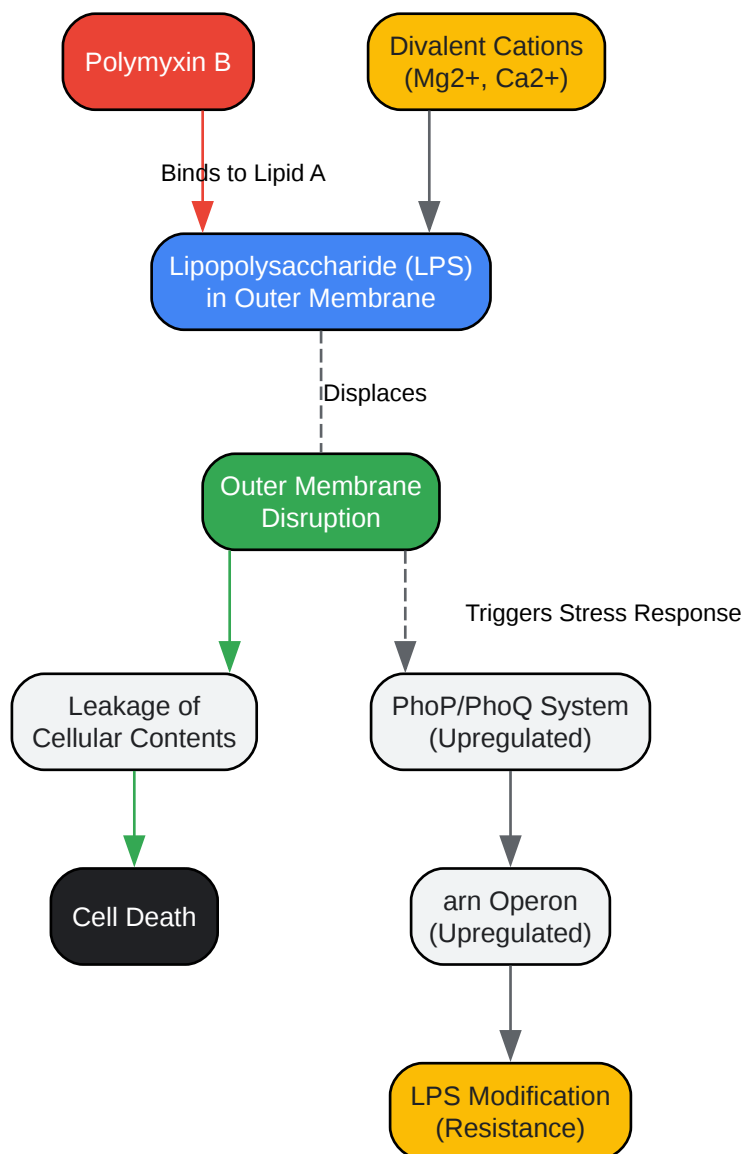 Polymyxin B
Divalent Cations
(Mg2+, Ca2+)
Binds to Lipid A
Lipopolysaccharide (LPS)
in Outer Membrane
Displaces
Outer Membrane
Disruption
Triggers Stress Response
Leakage of
Cellular Contents
PhoP/PhoQ System
(Upregulated)
Cell Death
arn Operon
(Upregulated)
LPS Modification
(Resistance)